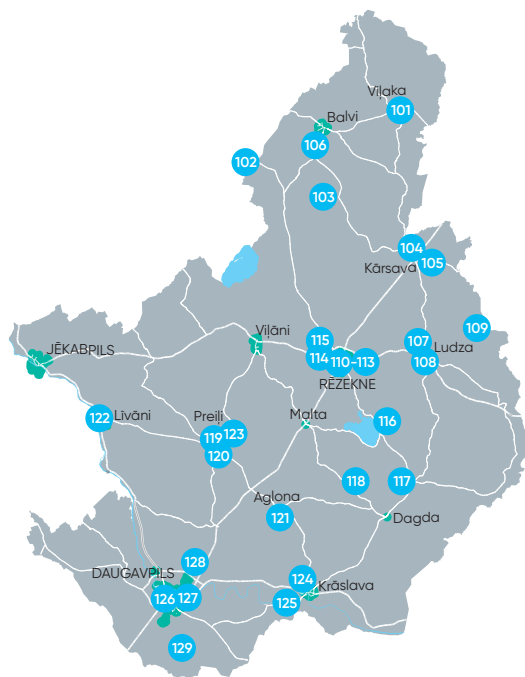 Viļaka
101
Balvi
106
102
103
104
Kārsava
105
109
115
107
Viļāni
Ludza
JĒKABPILS
114
110-113
108
RĒZEKNE
122
Līvāni
Preiļi
Malta
116
119
123
120
118
117
Aglona
121
Dagda
128
DAUGAVPILS
124
Krāslava
126
127
125
129